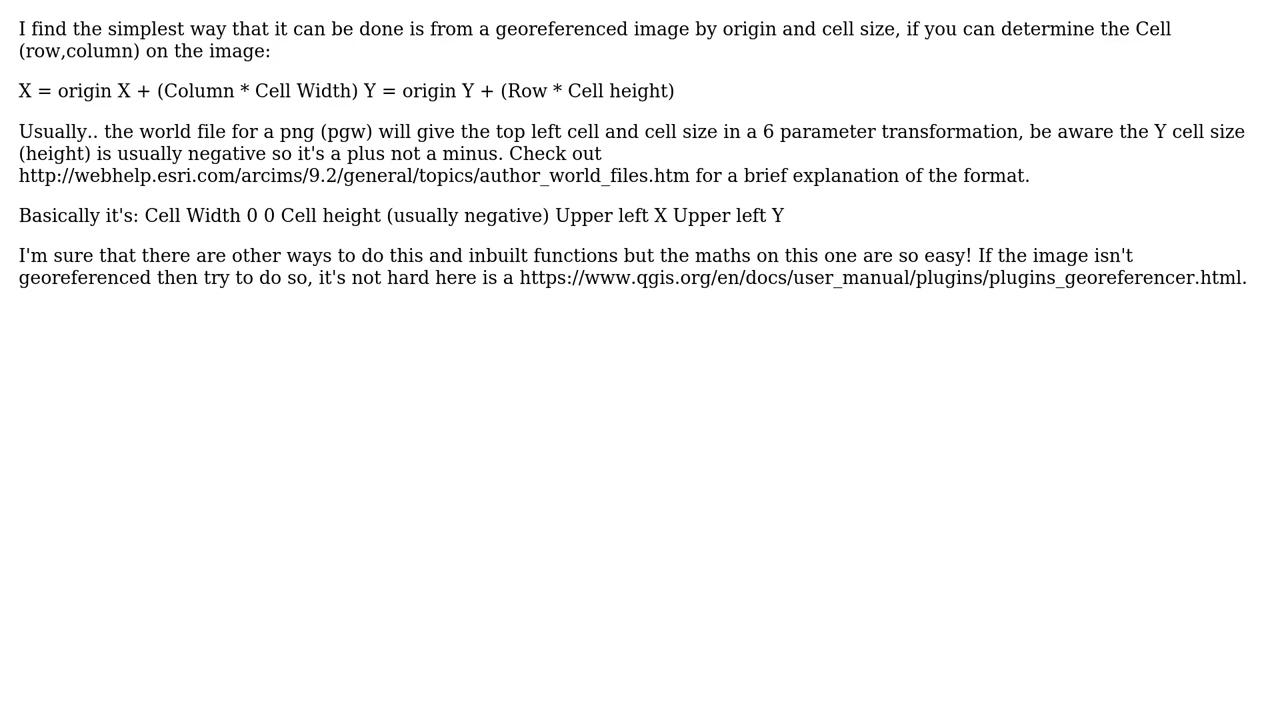 I find the simplest way that it can be done is from a georeferenced image by origin and cell size, if you can determine the Cell
(row,column) on the image:
X = origin X + (Column * Cell Width) Y = origin Y + (Row * Cell height)
Usually.. the world file for a png (pgw) will give the top left cell and cell size in a 6 parameter transformation, be aware the Y cell size
(height) is usually negative so it's a plus not a minus. Check out
http://webhelp.esri.com/arcims/9.2/general/topics/author_world_files.htm for a brief explanation of the format.
Basically it's: Cell Width 0 0 Cell height (usually negative) Upper left X Upper left Y
I'm sure that there are other ways to do this and inbuilt functions but the maths on this one are so easy! If the image isn't
georeferenced then try to do so, it's not hard here is a https://www.qgis.org/en/docs/user_manual/plugins/plugins_georeferencer.html.